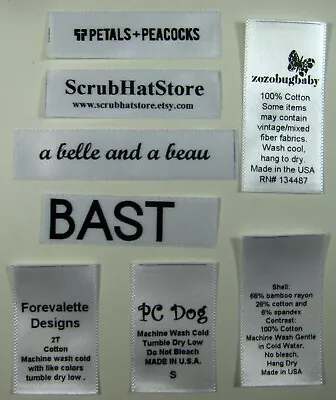 PETALS+PEACOCKS
ScrubHatStore
www.scrubhatstore.etsy.com
a belle and a beau
BAST
zozobugbaby
100% Cotton
Some items
may contain
vintage/mixed
fiber fabrics.
Wash cool,
hang to dry.
Made in the USA
RN# 134487
Forevalette
Designs
2T
Cotton
Machine wash cold
with like colors
tumble dry low .
PC Dog
Machine Wash Cold
Tumble Dry Low
Do Not Bleach
MADE IN U.S.A.
S
Shell:
66% bamboo rayon
26% cotton and
6% spandex
Contrast:
100% Cotton
Machine Wash Gentle
in Cold Water.
No bleach,
Hang Dry
Made in USA